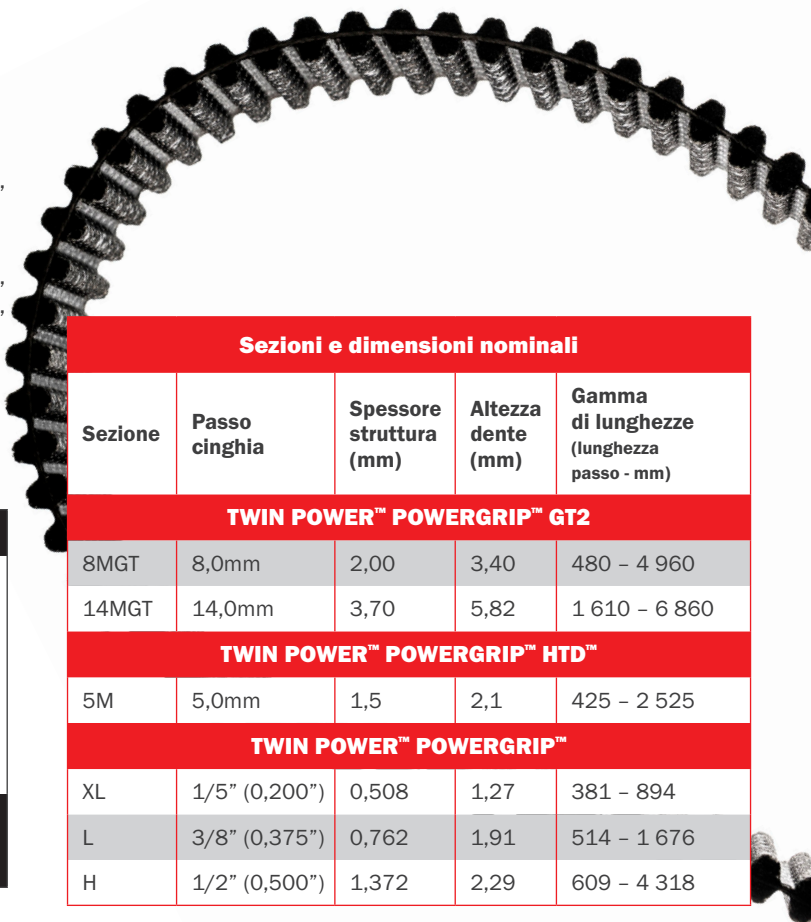 ,
,
,
Sezioni e dimensioni nominali
Sezione
Passo
cinghia
Spessore
struttura
(mm)
Altezza
dente
(mm)
Gamma
di lunghezze
(lunghezza
passo - mm)
TWIN POWER™ POWERGRIP™ GT2
8MGT 8,0mm 2,00 3,40 480 – 4 960
14MGT 14,0mm 3,70 5,82 1 610 – 6 860
TWIN POWER™ POWERGRIP™ HTD™
5M 5,0mm 1,5 2,1 425 – 2 525
TWIN POWER™ POWERGRIP™
XL 1/5” (0,200”) 0,508 1,27 381 – 894
L 3/8” (0,375”) 0,762 1,91 514 – 1 676
H 1/2” (0,500”) 1,372 2,29 609 – 4 318